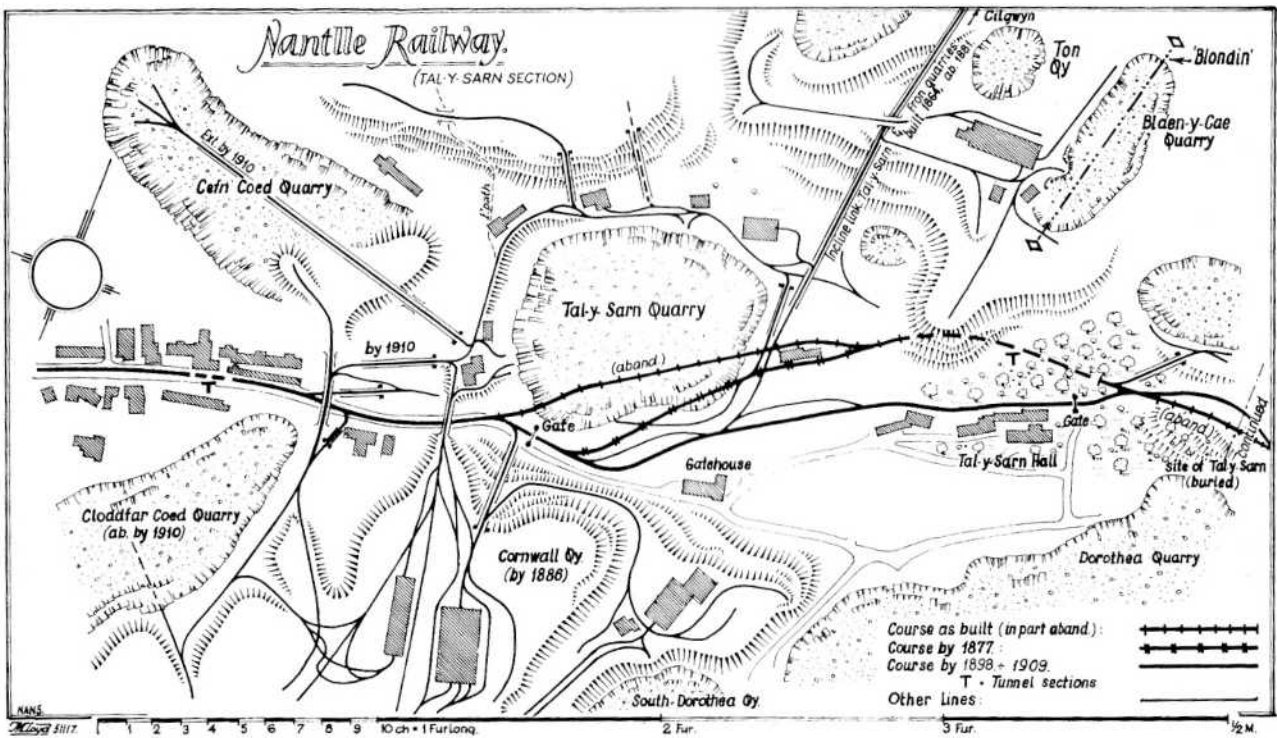 Nantlle Railway.
(TAL-Y-SARN SECTION)
Cilgwyn
Ton
Qy
'Blondin'
Blaen-y-Cae
Quarry
from quarries
built 1864, ab. 1881
Incline link Tal-y-Sarn
Ext. by 1910
Cefn Coed Quarry
f.path
Tal-y-Sarn Quarry
by 1910
(aband.)
T
T
Gate
Gatehouse
Gate
Tal-y-Sarn Hall
(aband.)
Continued
site of Tal y Sarn
(buried)
Cloddfar Coed Quarry
(ab. by 1910)
Cornwall Qy
(by 1886)
Dorothea Quarry
South-Dorothea Qy.
Course as built (in part aband.):
Course by 1877 :
Course by 1898 - 1909.
T - Tunnel sections
Other Lines:
NANS.
1 2 3 4 5 6 7 8 9 10 ch = 1 Furlong. 2 Fur. 3 Fur. ½ M.